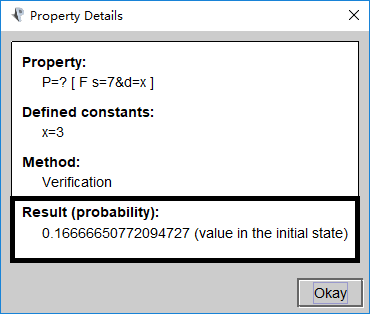 Property Details
Property:
P=? [ F s=7&d=x ]
Defined constants:
x=3
Method:
Verification
Result (probability):
0.16666650772094727 (value in the initial state)
Okay